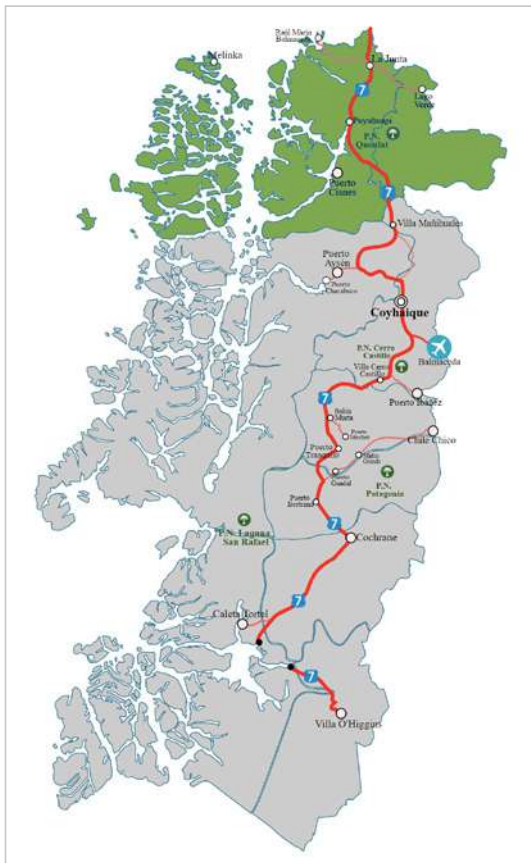 Raúl Marín
Balmaceda
Melinka
La Junta
7
Lago
Verde
Puyuhuapi
P.N.
Queulat
Puerto
Cisnes
7
Villa Mañihuales
Puerto
Aysén
Puerto
Chacabuco
Coyhaique
P.N. Cerro
Castillo
Balmaceda
Villa Cerro
Castillo
7
Puerto Ibáñez
Bahía
Murta
Puerto
Sánchez
Chile Chico
Puerto
Tranquilo
Mallín
Grande
Puerto
Guadal
P.N.
Patagonia
Puerto
Bertrand
7
P.N. Laguna
San Rafael
Cochrane
7
Caleta Tortel
7
Villa O'Higgins